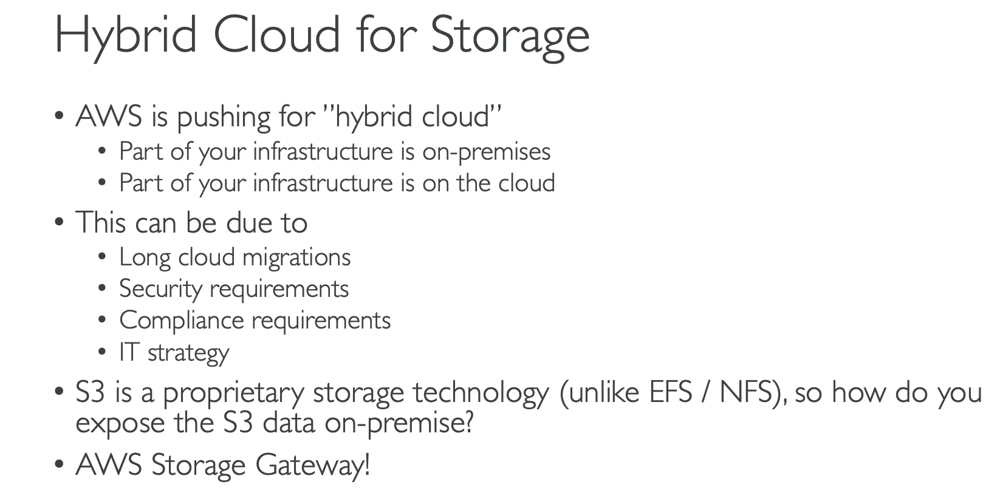 Hybrid Cloud for Storage
• AWS is pushing for ”hybrid cloud”
• Part of your infrastructure is on-premises
• Part of your infrastructure is on the cloud
• This can be due to
• Long cloud migrations
• Security requirements
• Compliance requirements
• IT strategy
• S3 is a proprietary storage technology (unlike EFS / NFS), so how do you
expose the S3 data on-premise?
• AWS Storage Gateway!